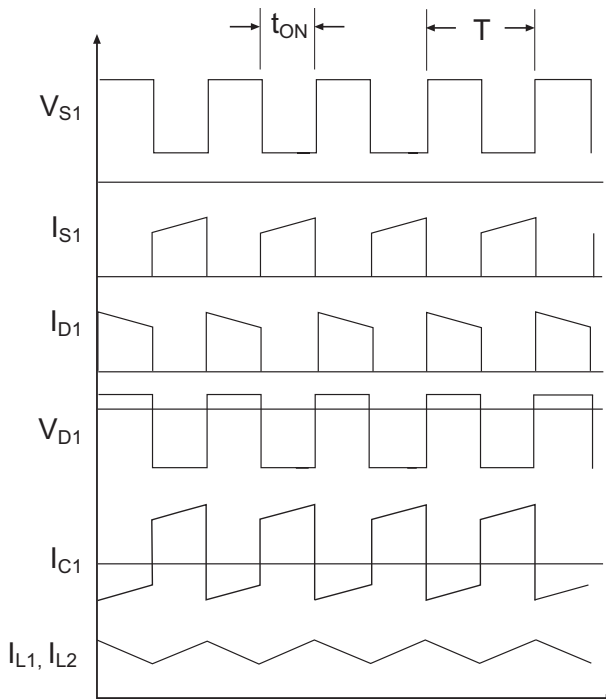 tON
T
VS1
IS1
ID1
VD1
IC1
IL1, IL2